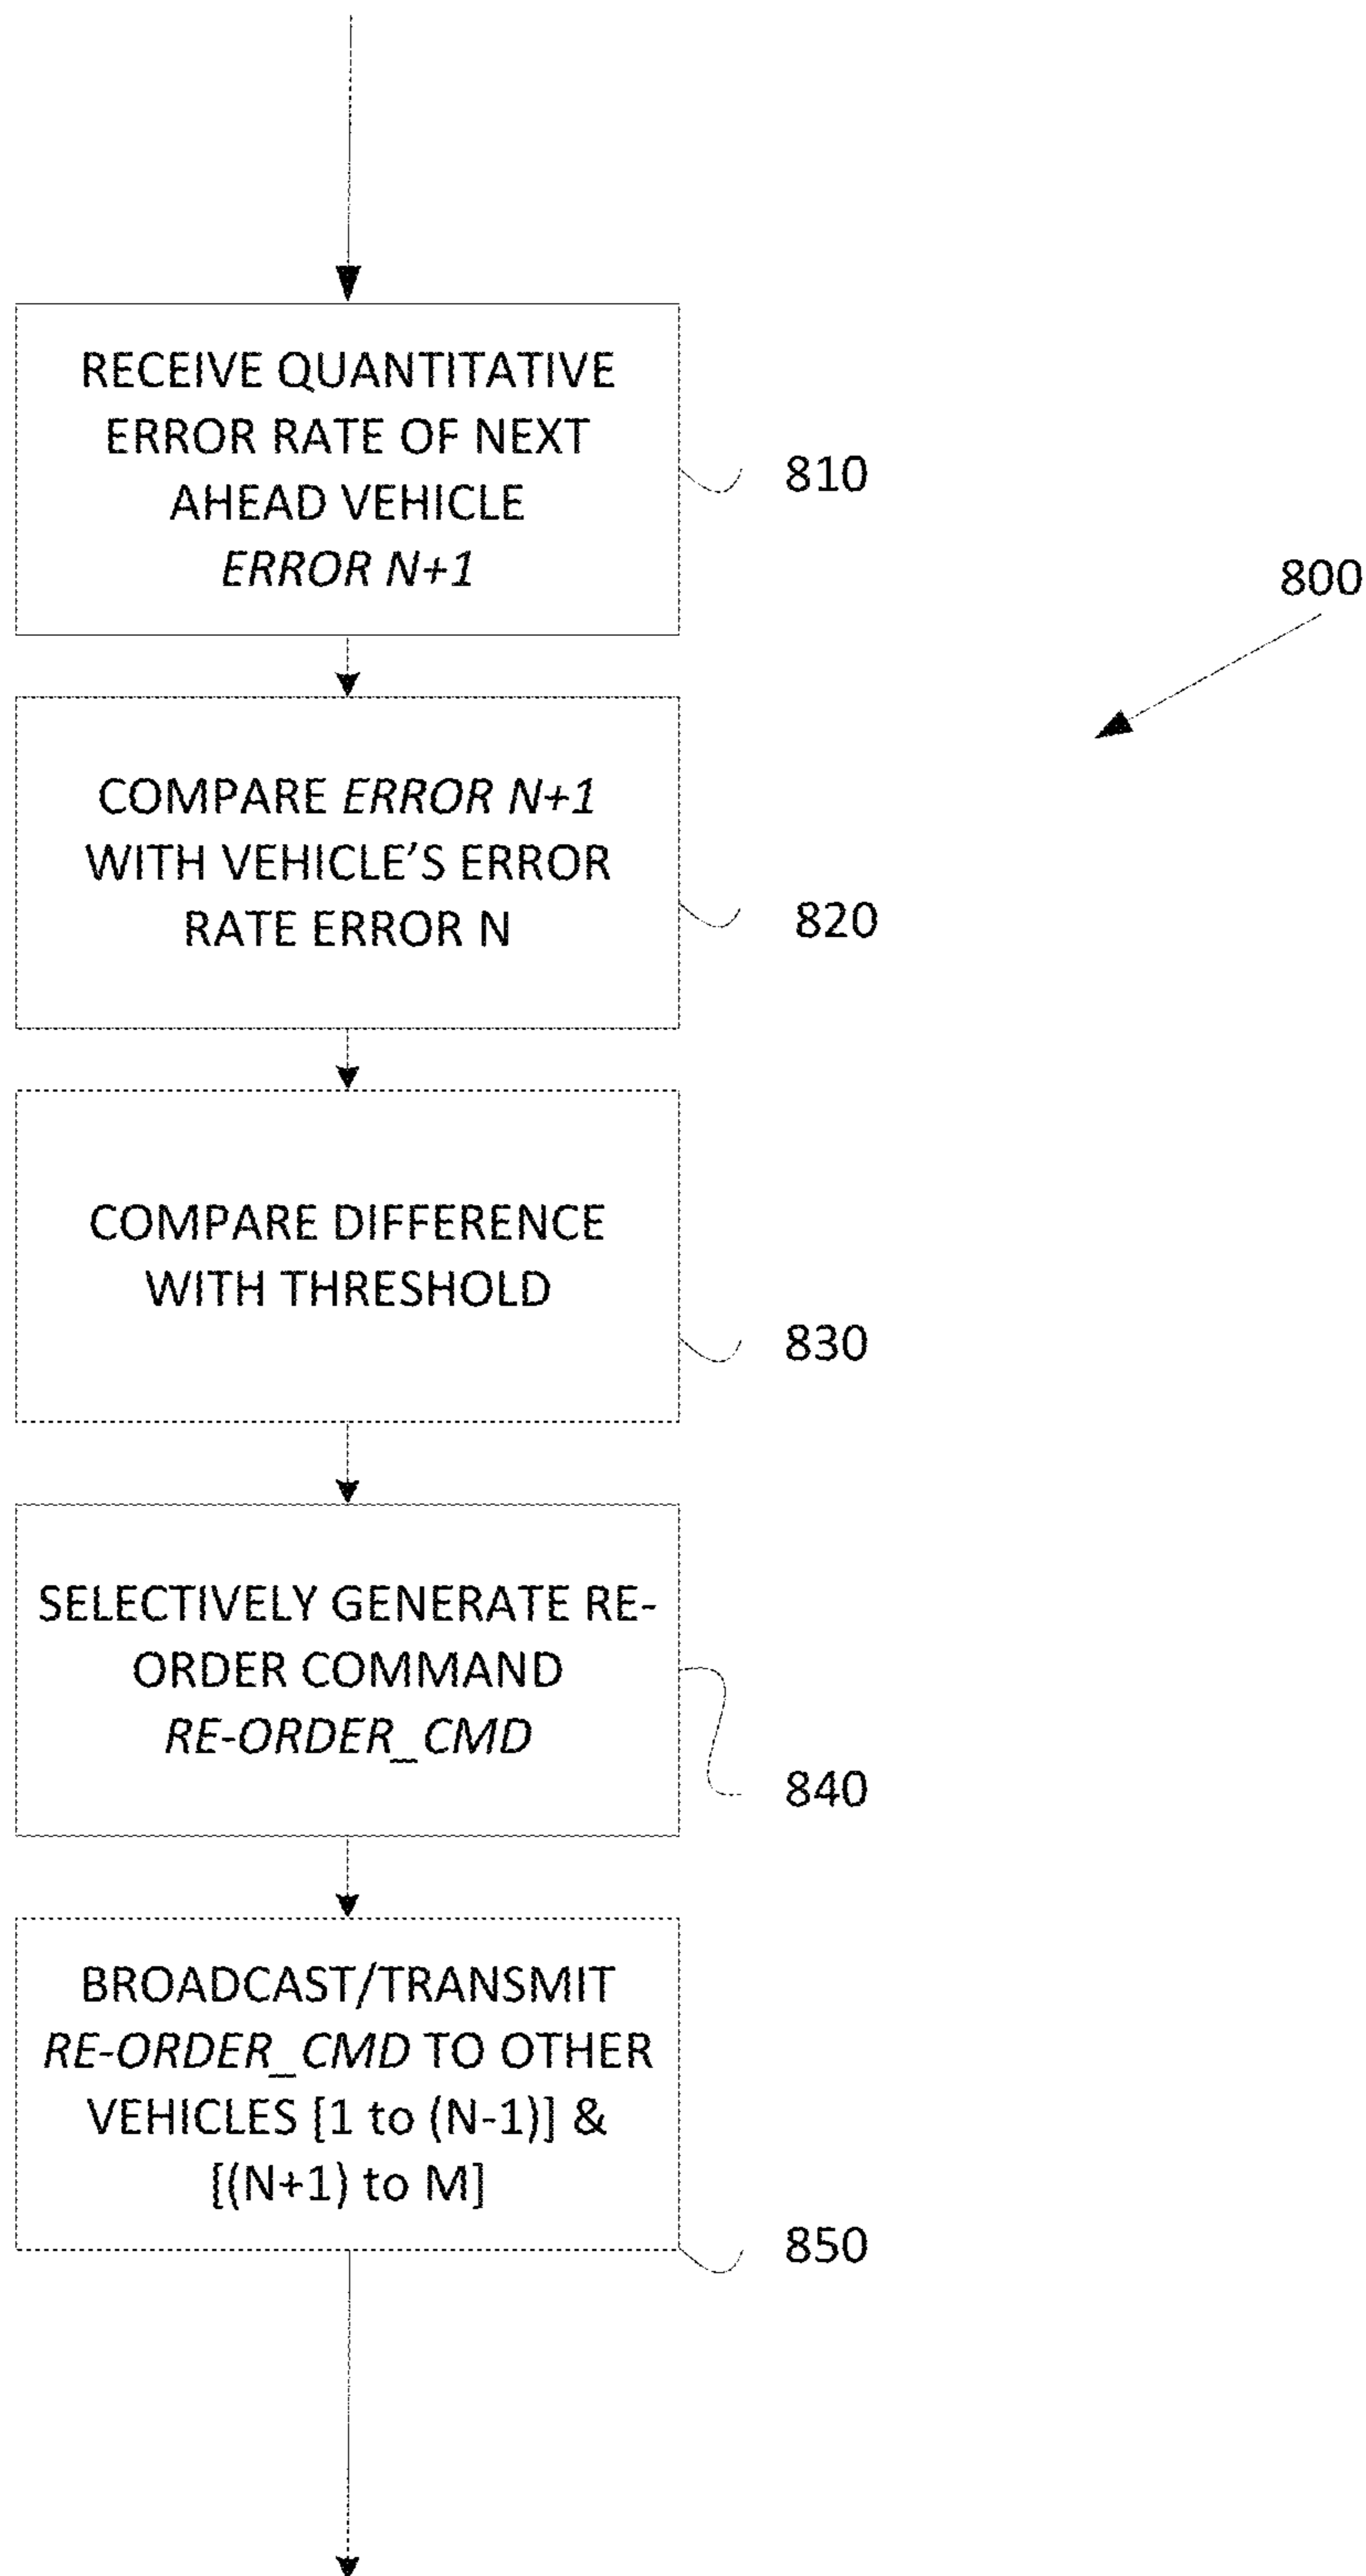 RECEIVE QUANTITATIVE
ERROR RATE OF NEXT
AHEAD VEHICLE
ERROR N+1
810
800
COMPARE ERROR N+1
WITH VEHICLE'S ERROR
RATE ERROR N
820
COMPARE DIFFERENCE
WITH THRESHOLD
830
SELECTIVELY GENERATE RE-
ORDER COMMAND
RE-ORDER_CMD
840
BROADCAST/TRANSMIT
RE-ORDER_CMD TO OTHER
VEHICLES [1 to (N-1)] &
[(N+1) to M]
850